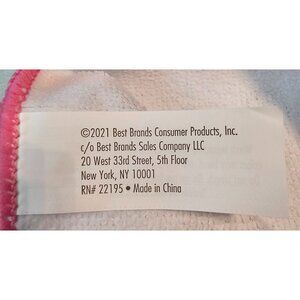 ©2021 Best Brands Consumer Products, Inc.
c/o Best Brands Sales Company LLC
20 West 33rd Street, 5th Floor
New York, NY 10001
RN# 22195 • Made in China